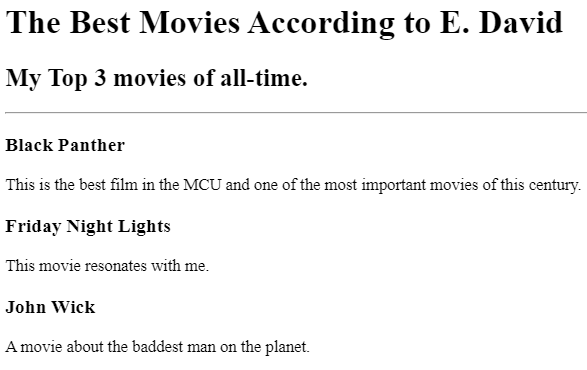 The Best Movies According to E. David
My Top 3 movies of all-time.
Black Panther
This is the best film in the MCU and one of the most important movies of this century.
Friday Night Lights
This movie resonates with me.
John Wick
A movie about the baddest man on the planet.